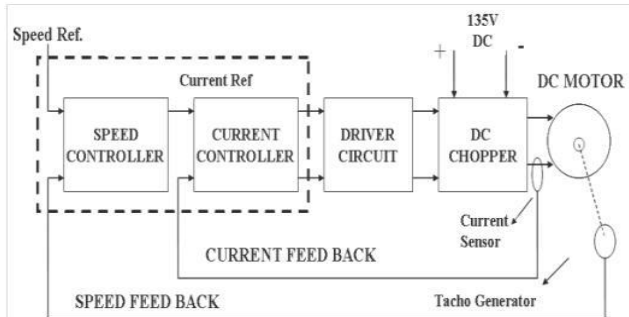 135V
DC
+ -
Speed Ref.
Current Ref
DC MOTOR
SPEED
CONTROLLER
CURRENT
CONTROLLER
DRIVER
CIRCUIT
DC
CHOPPER
Current
Sensor
CURRENT FEED BACK
SPEED FEED BACK
Tacho Generator